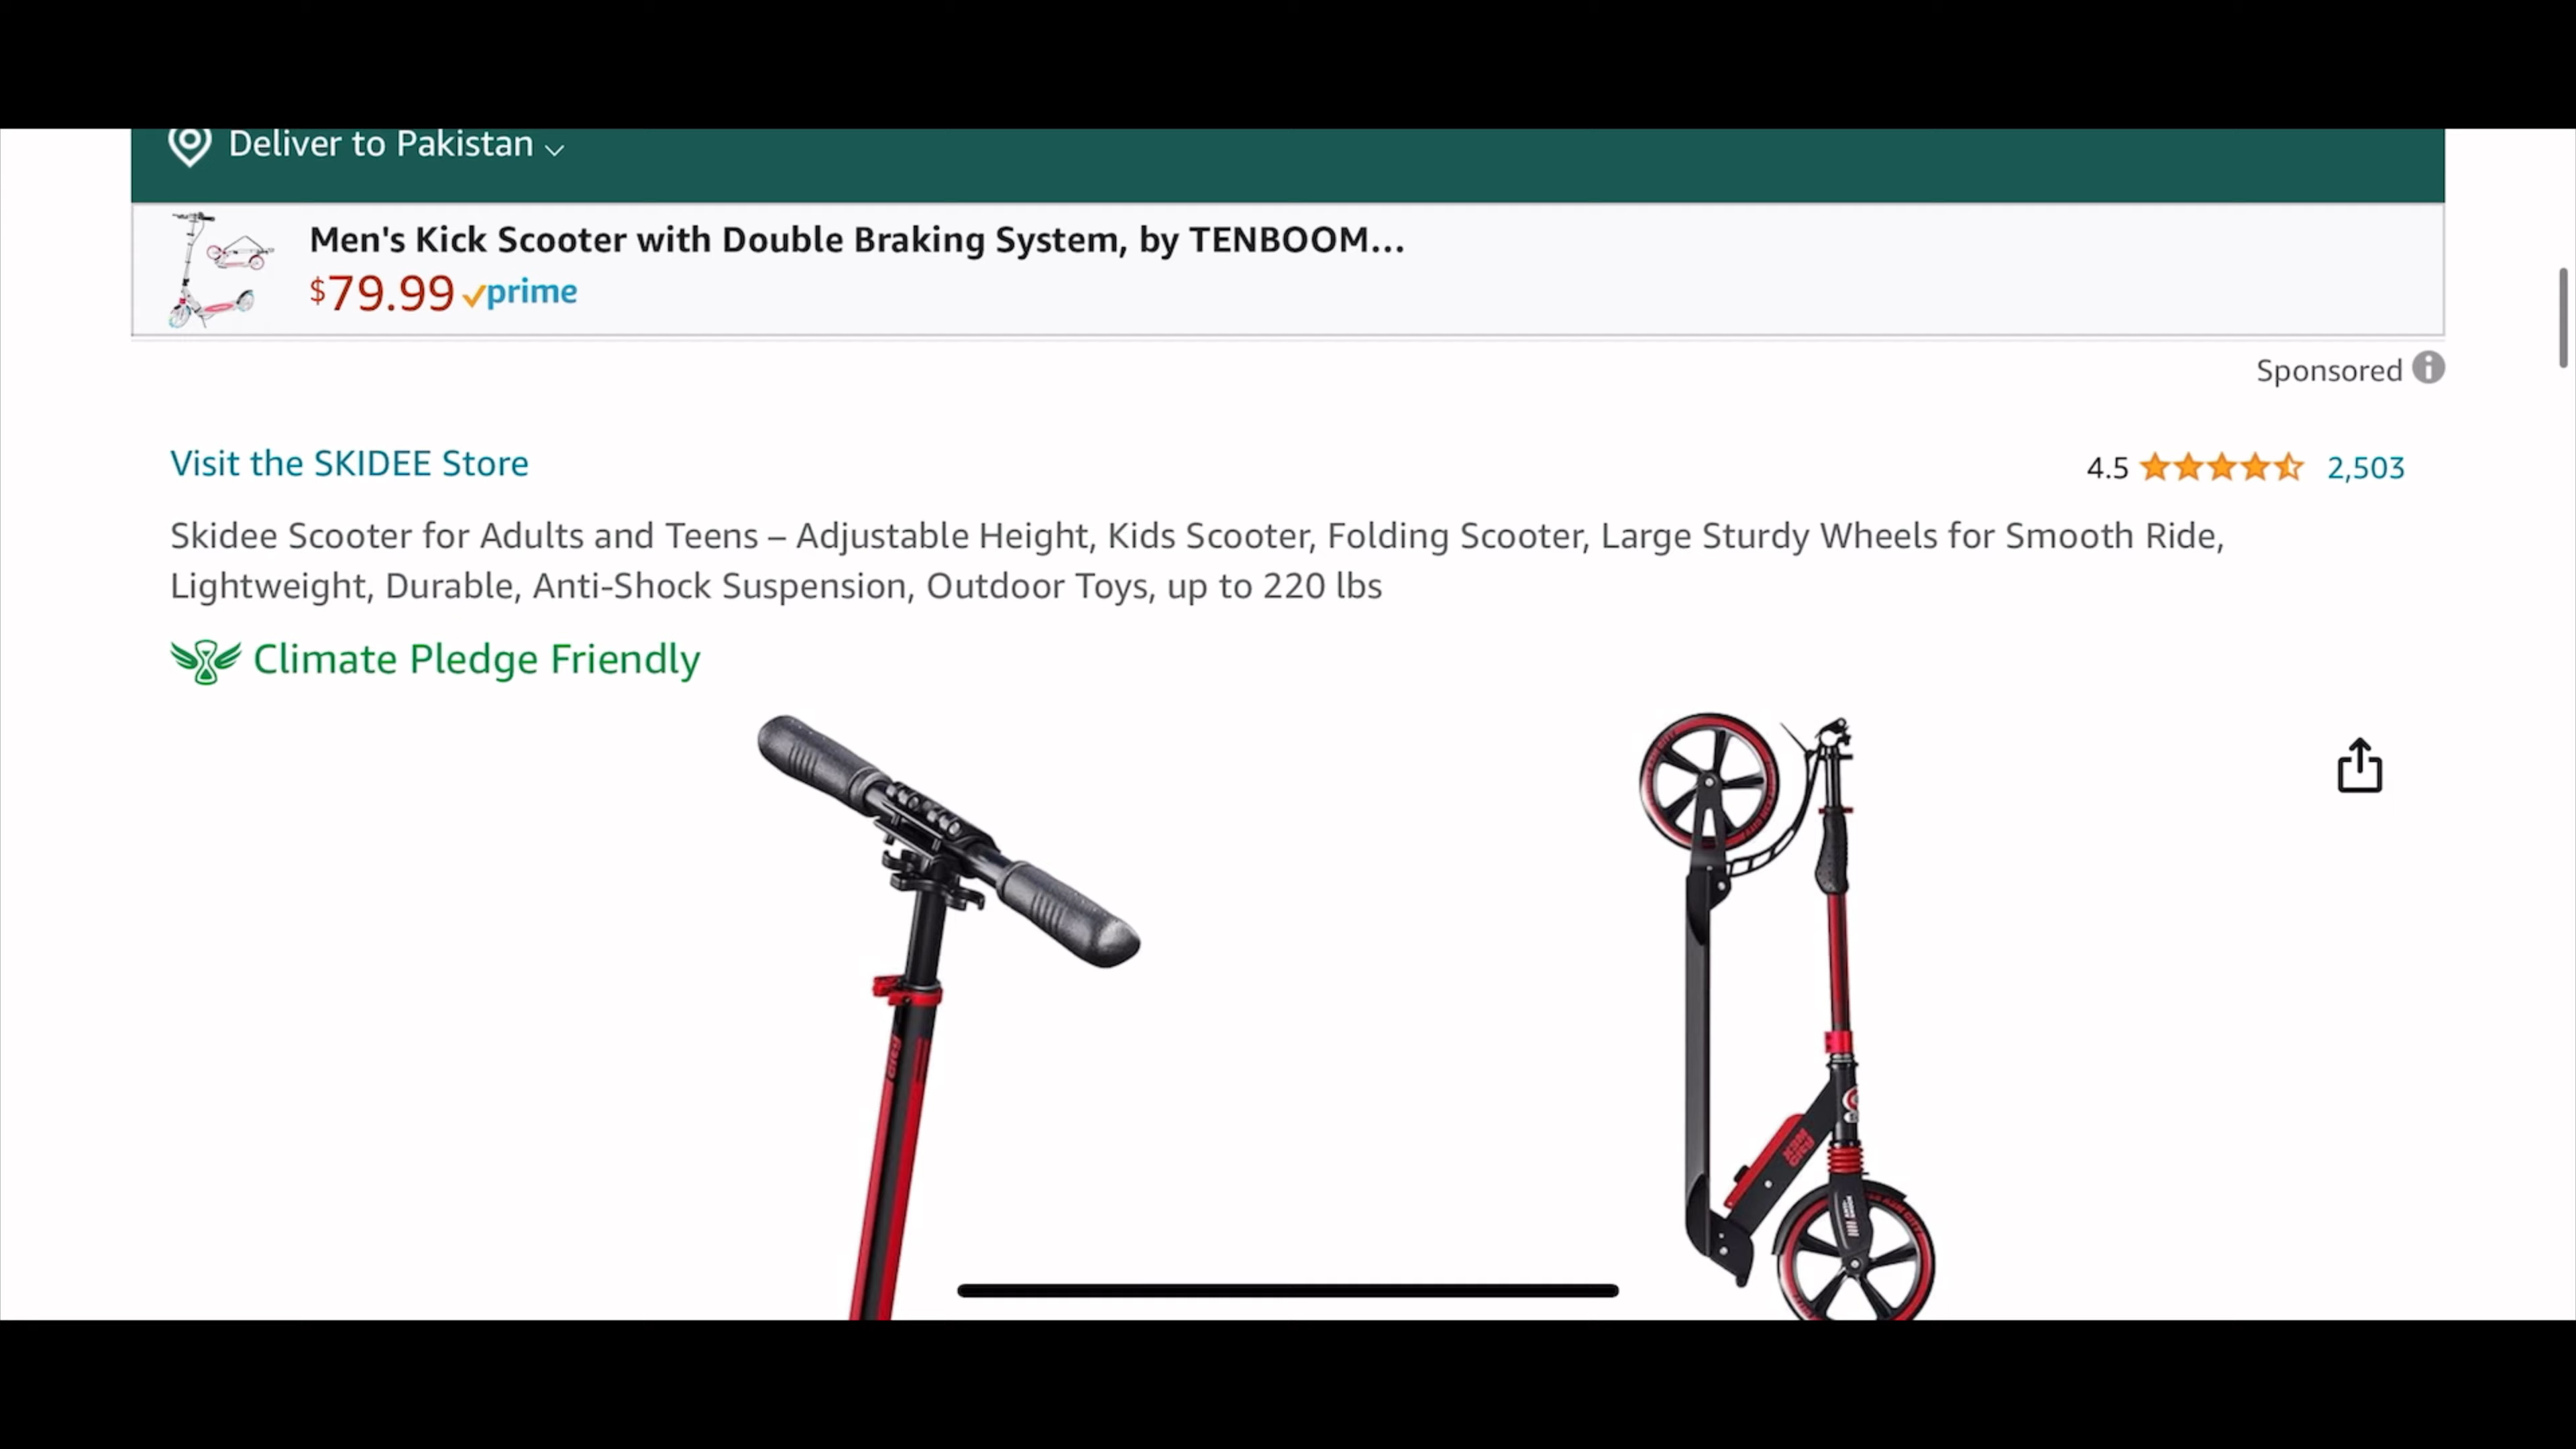 Deliver to Pakistan
Men's Kick Scooter with Double Braking System, by TENBOOM...
$79.99 prime
Sponsored
Visit the SKIDEE Store
4.5 2,503
Skidee Scooter for Adults and Teens – Adjustable Height, Kids Scooter, Folding Scooter, Large Sturdy Wheels for Smooth Ride,
Lightweight, Durable, Anti-Shock Suspension, Outdoor Toys, up to 220 lbs
Climate Pledge Friendly